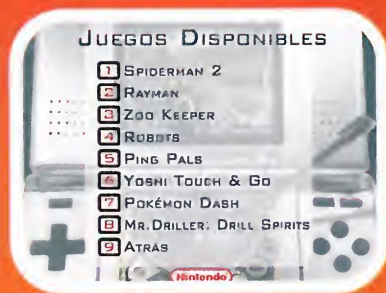 JUEGOS DISPONIBLES
1 SPIDERMAN 2
2 RAYMAN
3 ZOO KEEPER
4 ROBOTS
5 PING PALS
6 YOSHI TOUCH & GO
7 POKÉMON DASH
8 MR.DRILLER: DRILL SPIRITS
9 ATRÁS
Nintendo